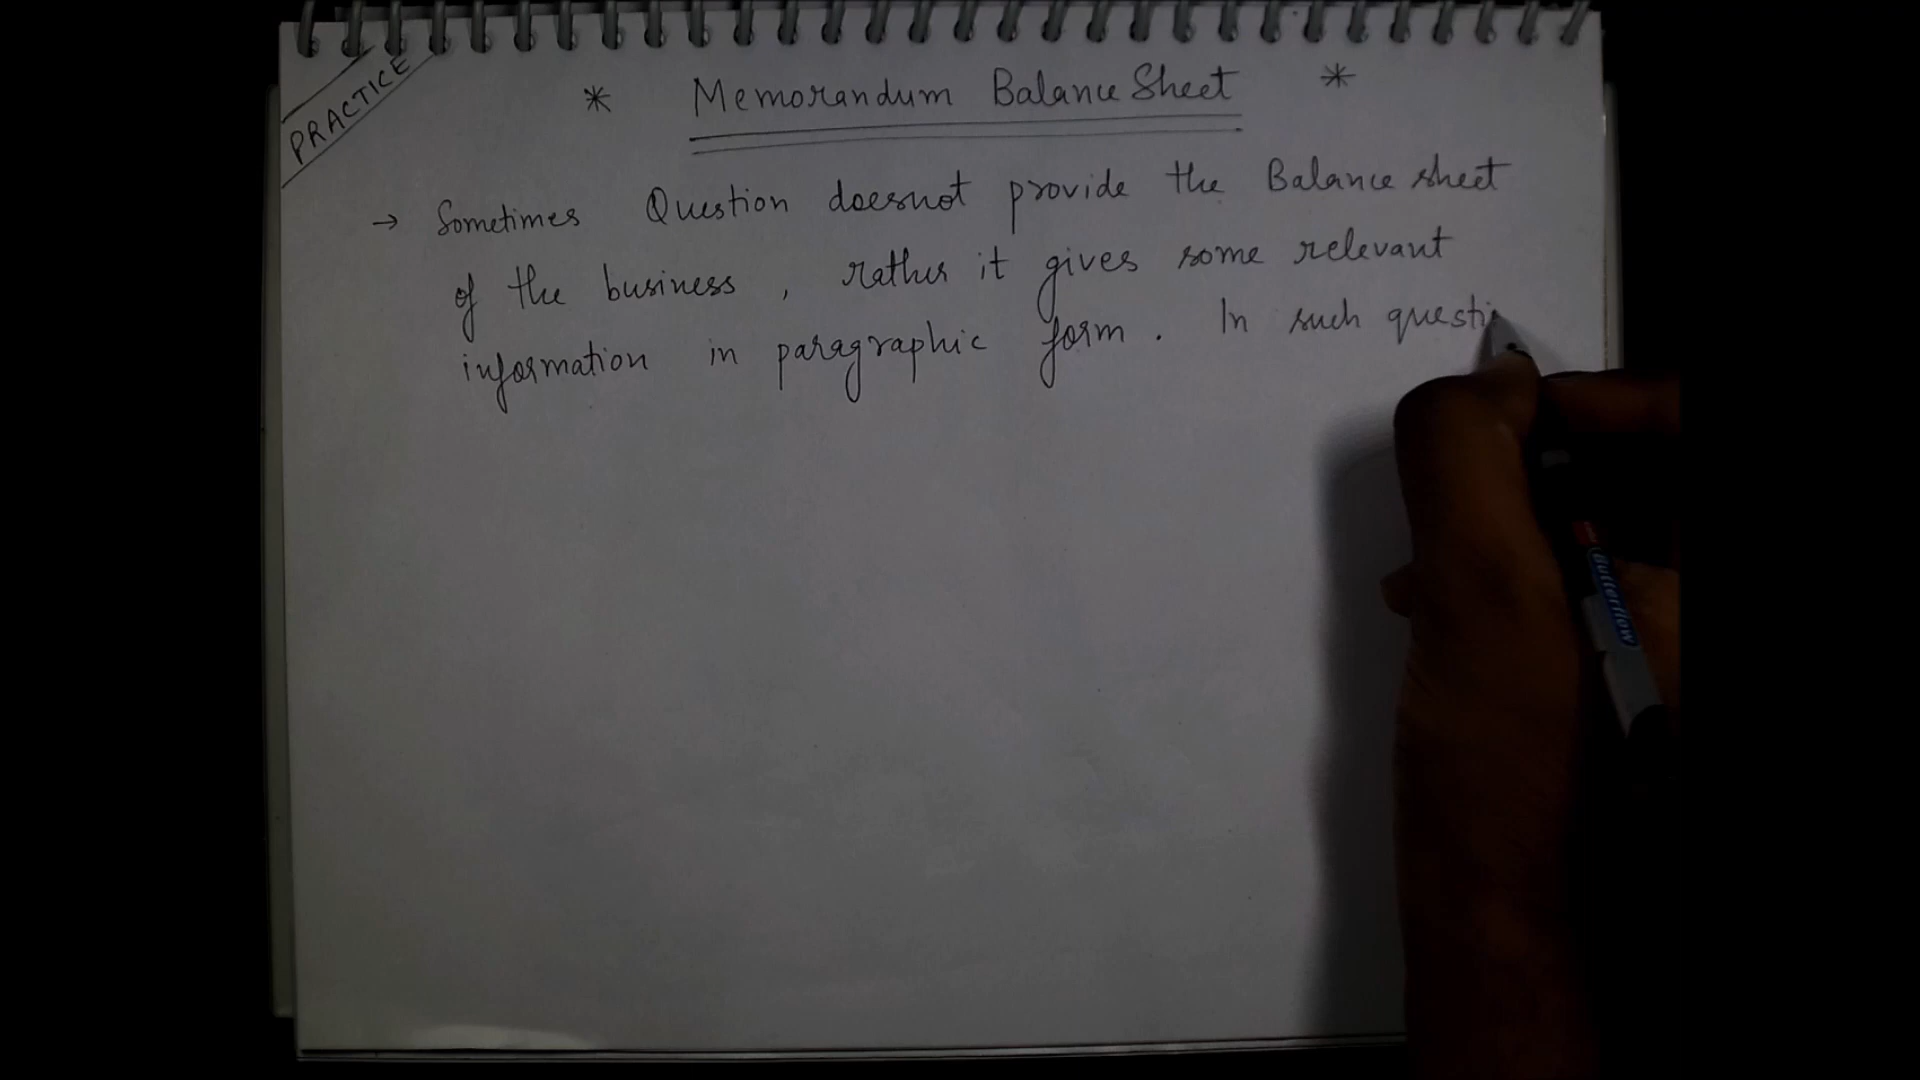 PRACTICE
* Memorandum Balance Sheet *
→ Sometimes Question doesnot provide the Balance sheet
of the business , rather it gives some relevant
information in paragraphic form . In such questi
Butterflow